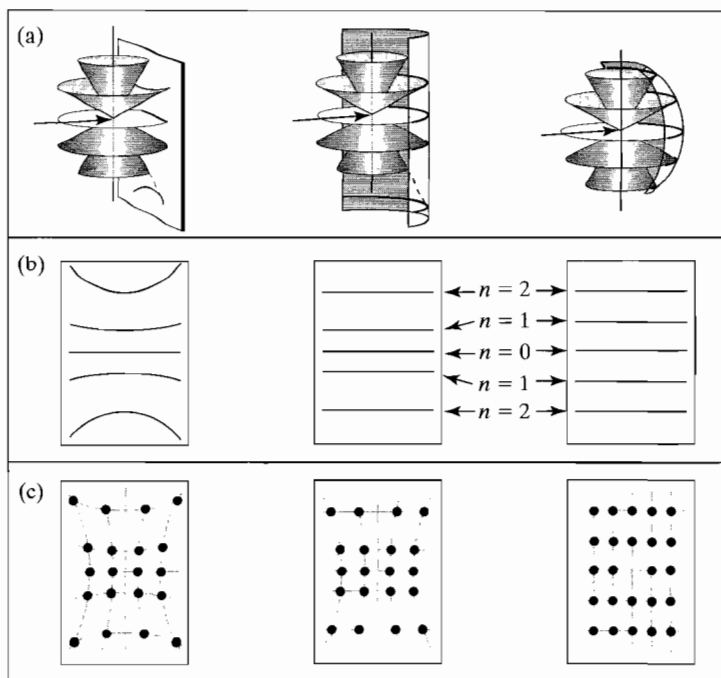 (a)
(b)
n = 2
n = 1
n = 0
n = 1
n = 2
(c)